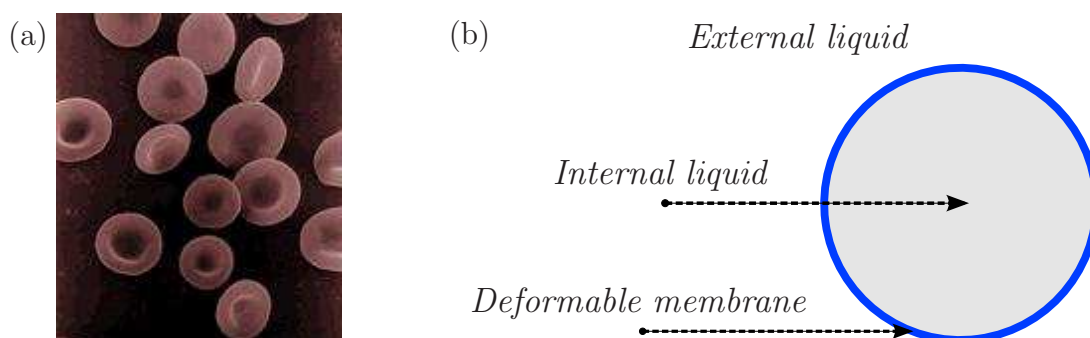 (a)
(b)
External liquid
Internal liquid
Deformable membrane